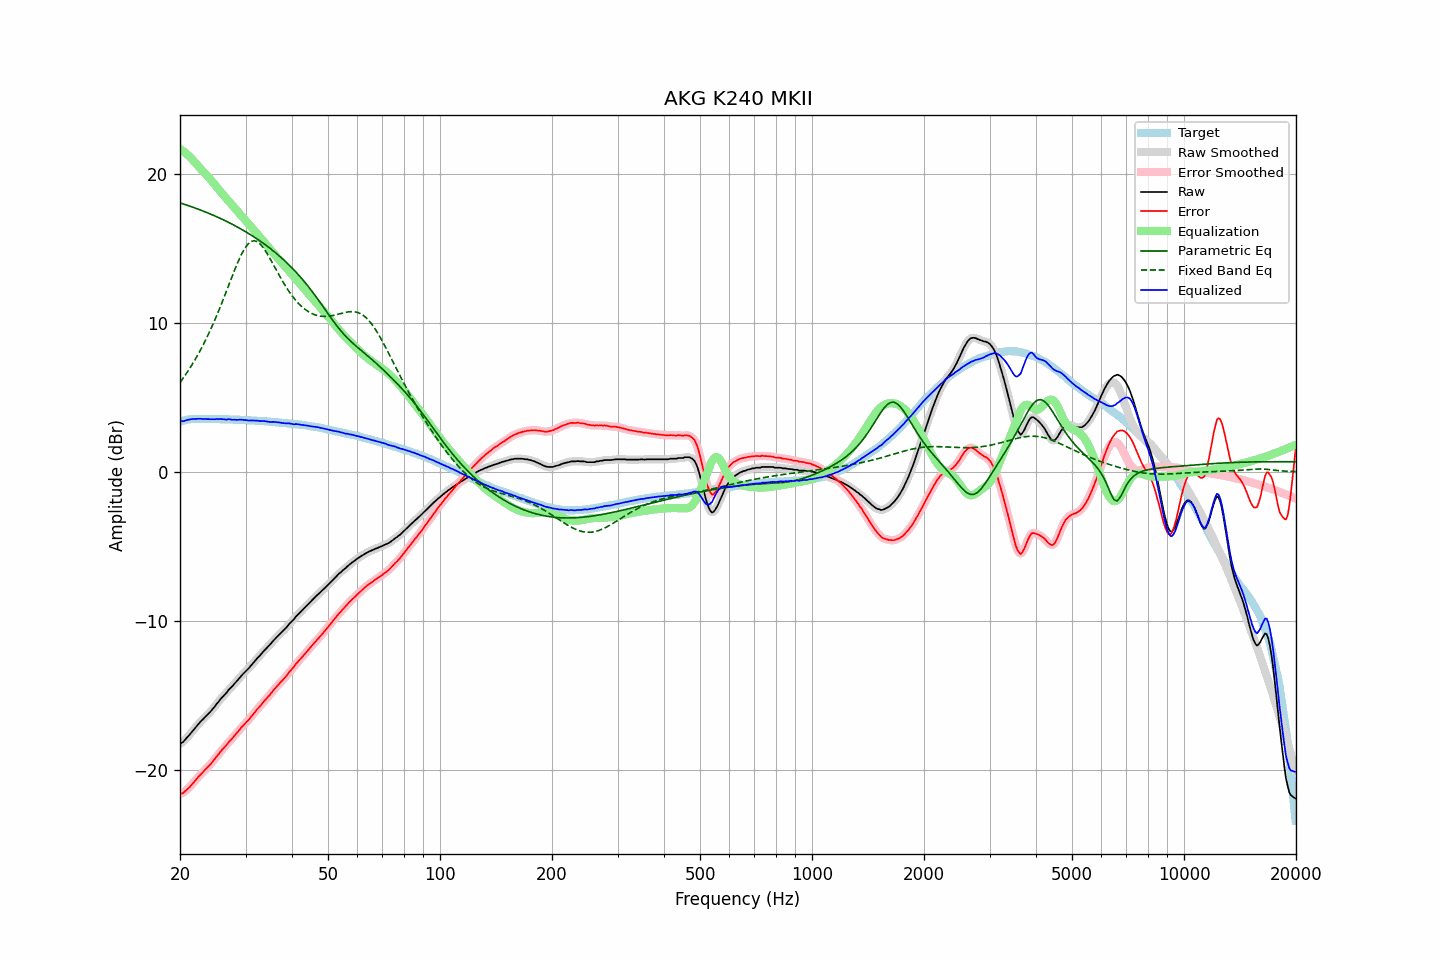 AKG K240 MKII
Target
Raw Smoothed
Error Smoothed
Raw
Error
Equalization
Parametric Eq
Fixed Band Eq
Equalized
20
10
0
−10
−20
Amplitude (dBr)
20
50
100
200
500
1000
2000
5000
10000
20000
Frequency (Hz)